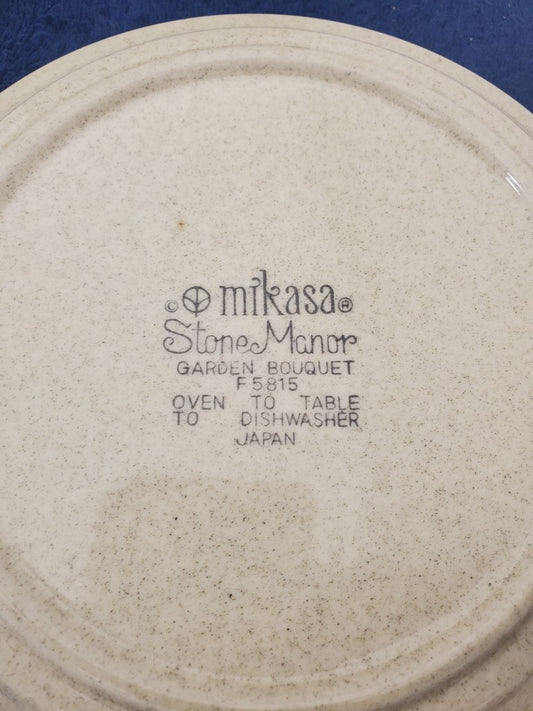 © mikasa®
Stone Manor
GARDEN BOUQUET
F 5815
OVEN TO TABLE
TO DISHWASHER
JAPAN